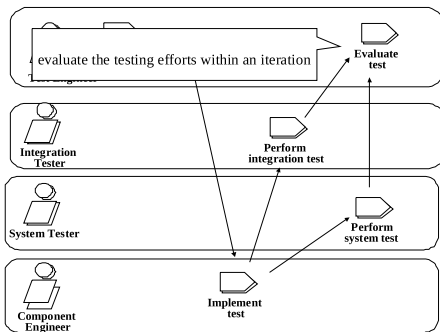 evaluate the testing efforts within an iteration
Evaluate
test
Integration
Tester
Perform
integration test
System Tester
Perform
system test
Component
Engineer
Implement
test